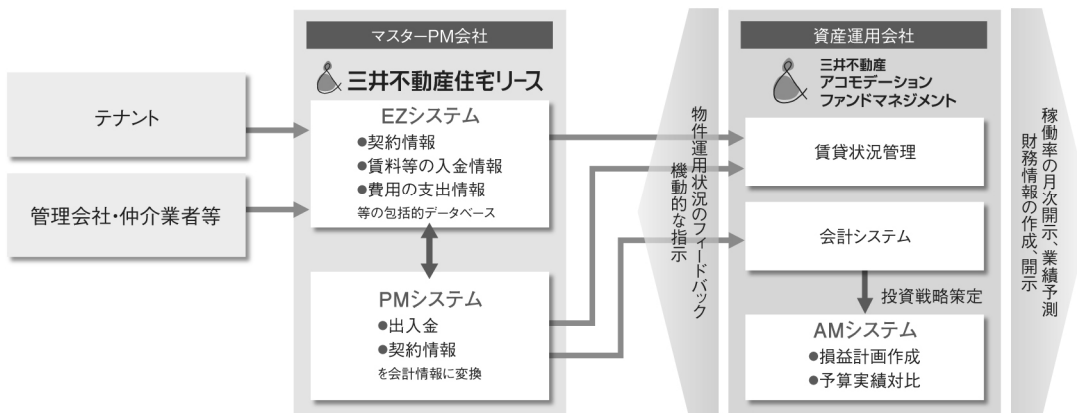 テナント
管理会社・仲介業者等
マスターPM会社
三井不動産住宅リース
EZシステム
●契約情報
●賃料等の入金情報
●費用の支出情報
等の包括的データベース
PMシステム
●出入金
●契約情報
を会計情報に変換
物件運用状況のフィードバック
機動的な指示
資産運用会社
三井不動産
アコモデーション
ファンドマネジメント
賃貸状況管理
会計システム
投資戦略策定
AMシステム
●損益計画作成
●予算実績対比
稼働率の月次開示、業績予測
財務情報の作成、開示